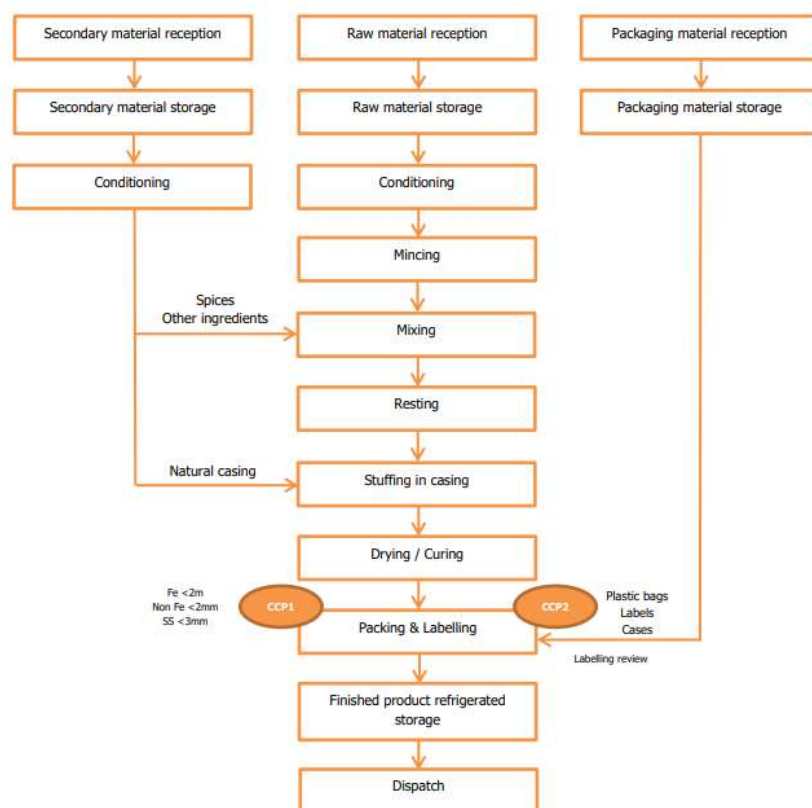 Secondary material reception
Raw material reception
Packaging material reception
Secondary material storage
Raw material storage
Packaging material storage
Conditioning
Conditioning
Mincing
Spices
Other ingredients
Mixing
Resting
Natural casing
Stuffing in casing
Drying / Curing
Fe <2m
Non Fe <2mm
SS <3mm
CCP1
Packing & Labelling
CCP2
Plastic bags
Labels
Cases
Labelling review
Finished product refrigerated
storage
Dispatch